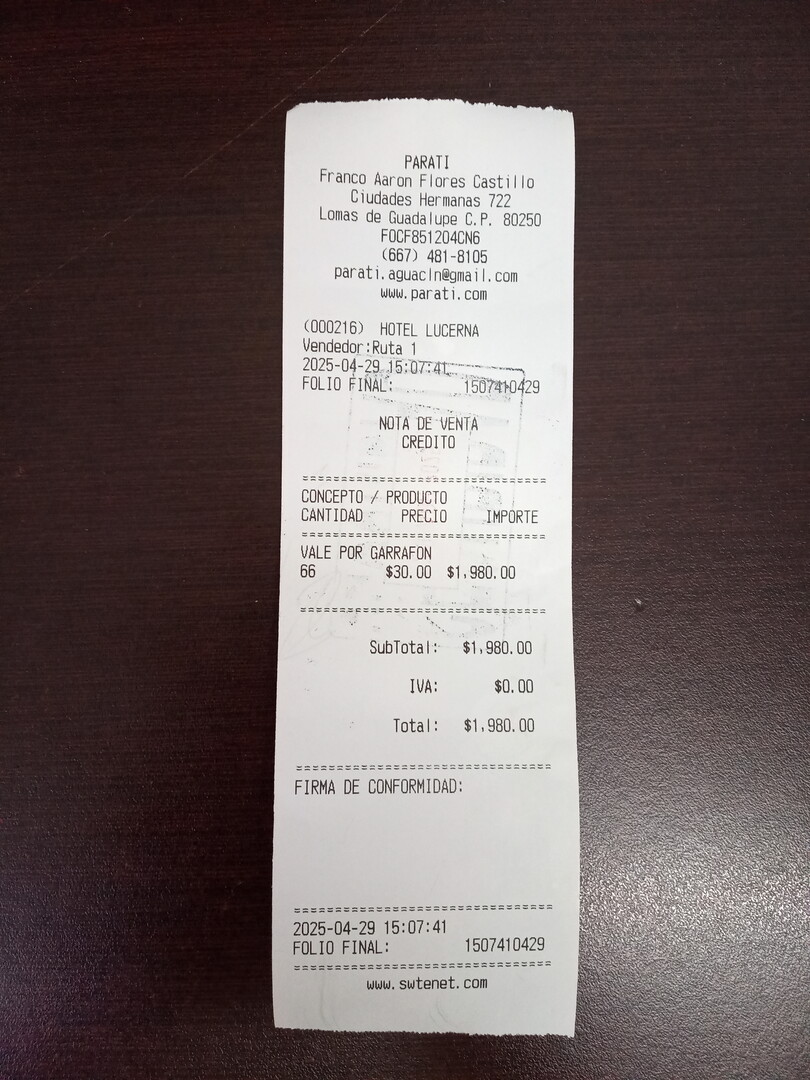 PARATI
Franco Aaron Flores Castillo
Ciudades Hermanas 722
Lomas de Guadalupe C.P. 80250
FOCF851204CN6
(667) 481-8105
parati.aguacln@gmail.com
www.parati.com
(000216) HOTEL LUCERNA
Vendedor:Ruta 1
2025-04-29 15:07:41
FOLIO FINAL: 1507410429
NOTA DE VENTA
CREDITO
===============================
CONCEPTO / PRODUCTO
CANTIDAD PRECIO IMPORTE
===============================
VALE POR GARRAFON
66 $30.00 $1,980.00
===============================
SubTotal: $1,980.00
IVA: $0.00
Total: $1,980.00
===============================
FIRMA DE CONFORMIDAD:
===============================
2025-04-29 15:07:41
FOLIO FINAL: 1507410429
===============================
www.swtenet.com